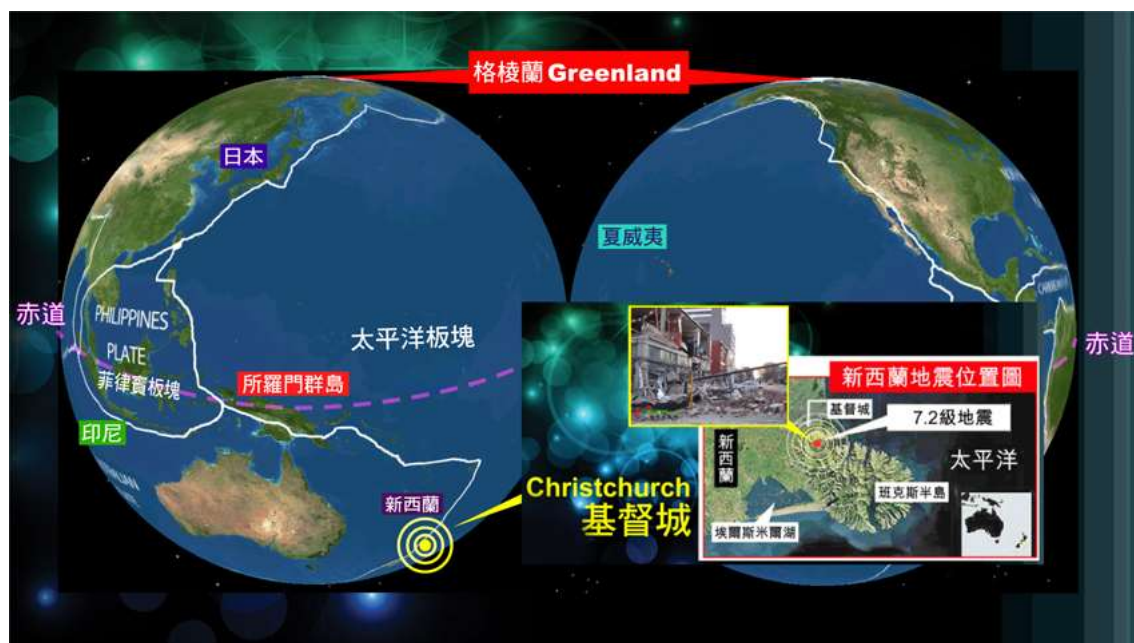 格棱蘭 Greenland
日本
夏威夷
赤道
PHILIPPINES
PLATE
菲律賓板塊
太平洋板塊
赤道
所羅門群島
印尼
新西蘭
Christchurch
基督城
新西蘭地震位置圖
基督城
7.2級地震
新西蘭
太平洋
班克斯半島
埃爾斯米爾湖